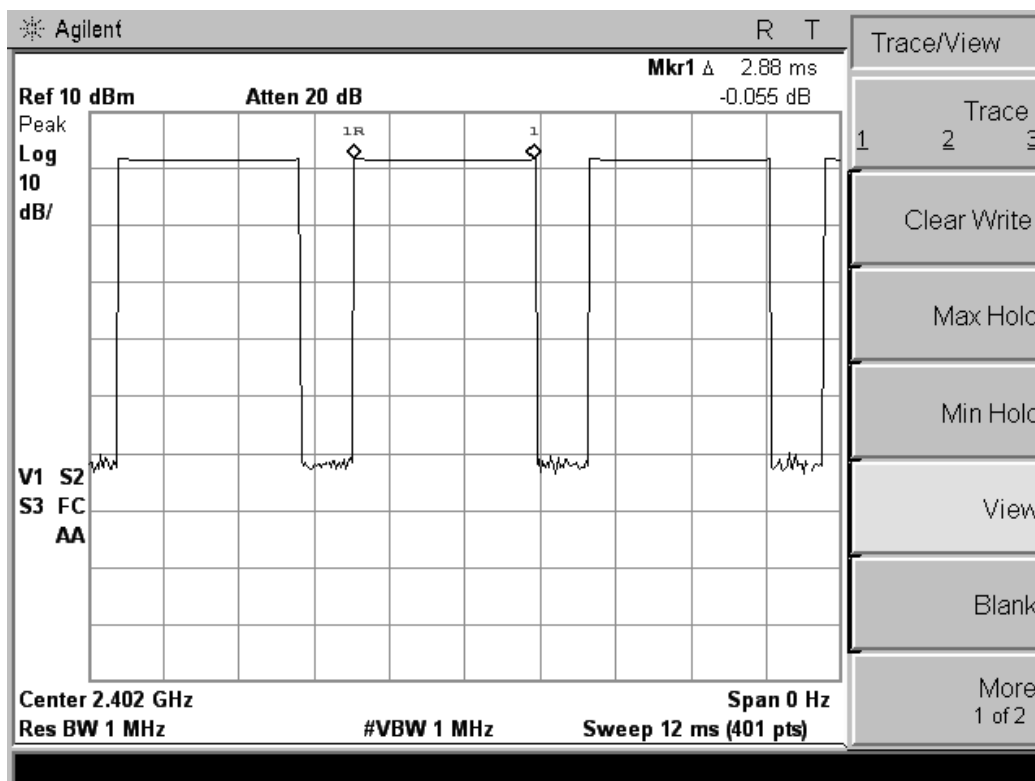 Agilent R T
Mkr1 Δ 2.88 ms
Ref 10 dBm Atten 20 dB -0.055 dB
Peak
Log
10
dB/
1R 1
V1 S2
S3 FC
AA
Center 2.402 GHz Span 0 Hz
Res BW 1 MHz #VBW 1 MHz Sweep 12 ms (401 pts)
Trace/View
Trace
1 2 3
Clear Write
Max Hold
Min Hold
View
Blank
More
1 of 2